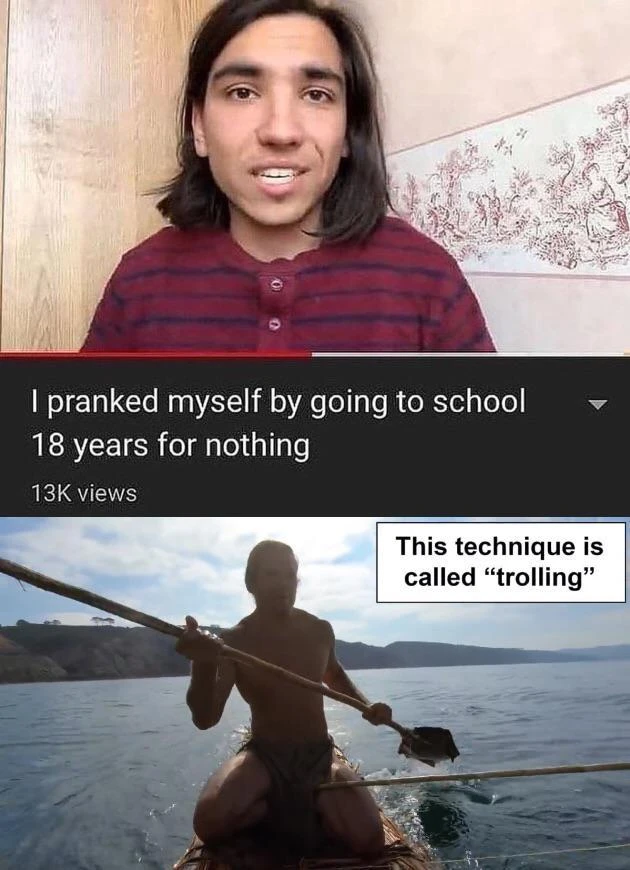 I pranked myself by going to school
18 years for nothing
13K views
This technique is
called “trolling”